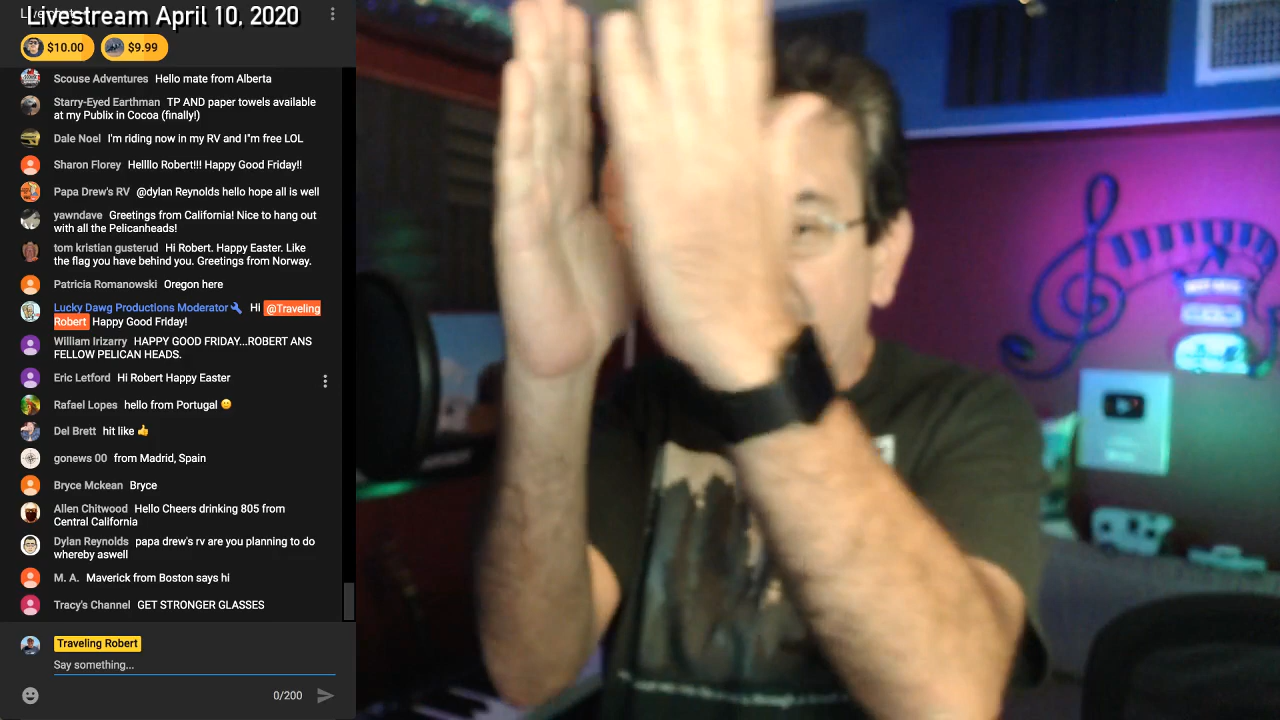 Livestream April 10, 2020
$10.00 $9.99
Scouse Adventures Hello mate from Alberta
Starry-Eyed Earthman TP AND paper towels available
at my Publix in Cocoa (finally!)
Dale Noel I'm riding now in my RV and I"m free LOL
Sharon Florey Hellllo Robert!!! Happy Good Friday!!
Papa Drew's RV @dylan Reynolds hello hope all is well
yawndave Greetings from California! Nice to hang out
with all the Pelicanheads!
tom kristian gusterud Hi Robert. Happy Easter. Like
the flag you have behind you. Greetings from Norway.
Patricia Romanowski Oregon here
Lucky Dawg Productions Moderator Hi @Traveling
Robert Happy Good Friday!
William Irizarry HAPPY GOOD FRIDAY...ROBERT ANS
FELLOW PELICAN HEADS.
Eric Letford Hi Robert Happy Easter
Rafael Lopes hello from Portugal 🙂
Del Brett hit like 👍
gonews 00 from Madrid, Spain
Bryce Mckean Bryce
Allen Chitwood Hello Cheers drinking 805 from
Central California
Dylan Reynolds papa drew's rv are you planning to do
whereby aswell
M. A. Maverick from Boston says hi
Tracy's Channel GET STRONGER GLASSES
Traveling Robert
Say something...
0/200